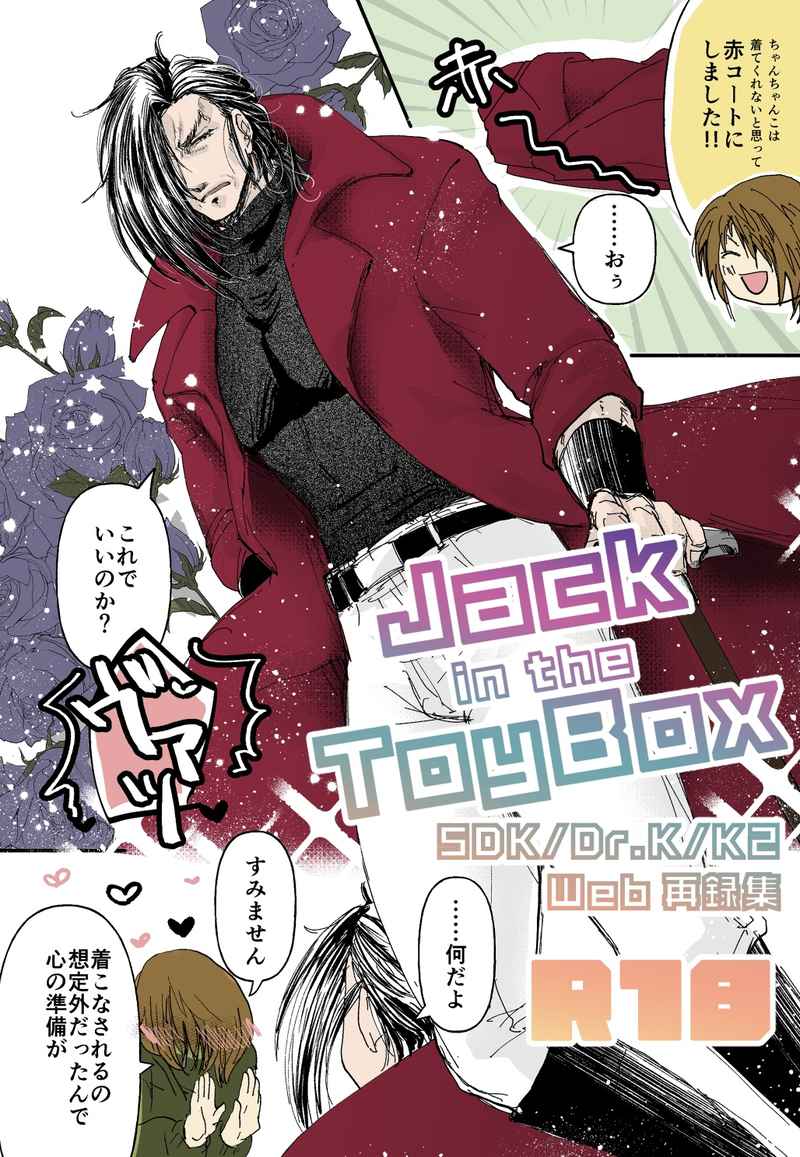 ちゃんちゃんこは
着てくれないと思って
赤コートに
しました!!
赤
……おぅ
これで
いいのか?
ヴァッ
Jack
in the
ToyBox
SDK/Dr.K/K2
Web 再録集
R18
……何だよ
すみません
着こなされるの
想定外だったんで
心の準備が